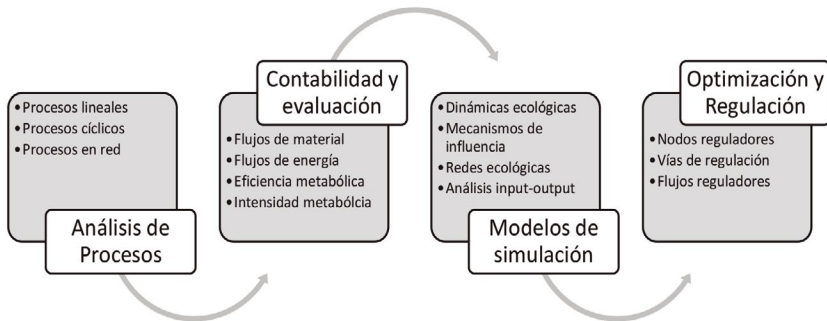 • Procesos lineales
• Procesos cíclicos
• Procesos en red
Análisis de
Procesos
Contabilidad y
evaluación
• Flujos de material
• Flujos de energía
• Eficiencia metabólica
• Intensidad metabólcia
• Dinámicas ecológicas
• Mecanismos de
influencia
• Redes ecológicas
• Análisis input-output
Modelos de
simulación
Optimización y
Regulación
• Nodos reguladores
• Vías de regulación
• Flujos reguladores